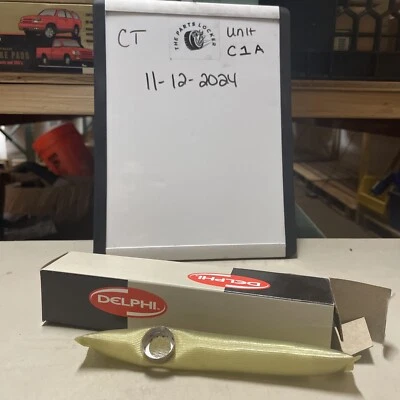 CT
THE PARTS LOCKER
Unit
C1A
11-12-2024
DELPHI
DELPHI